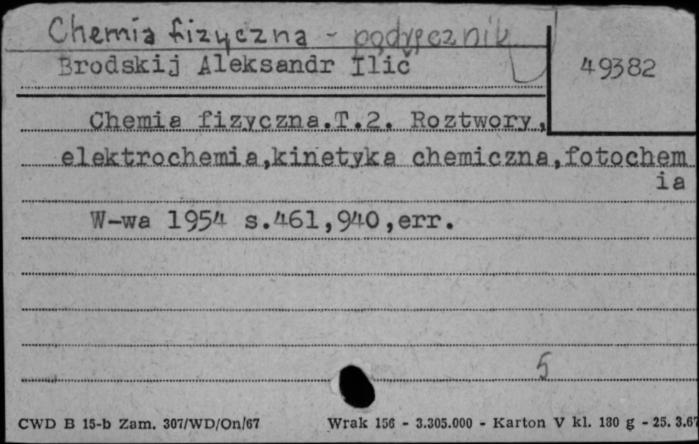 Chemia fizyczna - podręcznik
Brodskij Aleksandr Ilić
49382
Chemia fizyczna.T.2. Roztwory,
elektrochemia,kinetyka chemiczna,fotochem
ia
W-wa 1954 s.461,940,err.
5
CWD B 15-b Zam. 307/WD/On/67 Wrak 156 - 3.305.000 - Karton V kl. 180 g - 25. 3.67